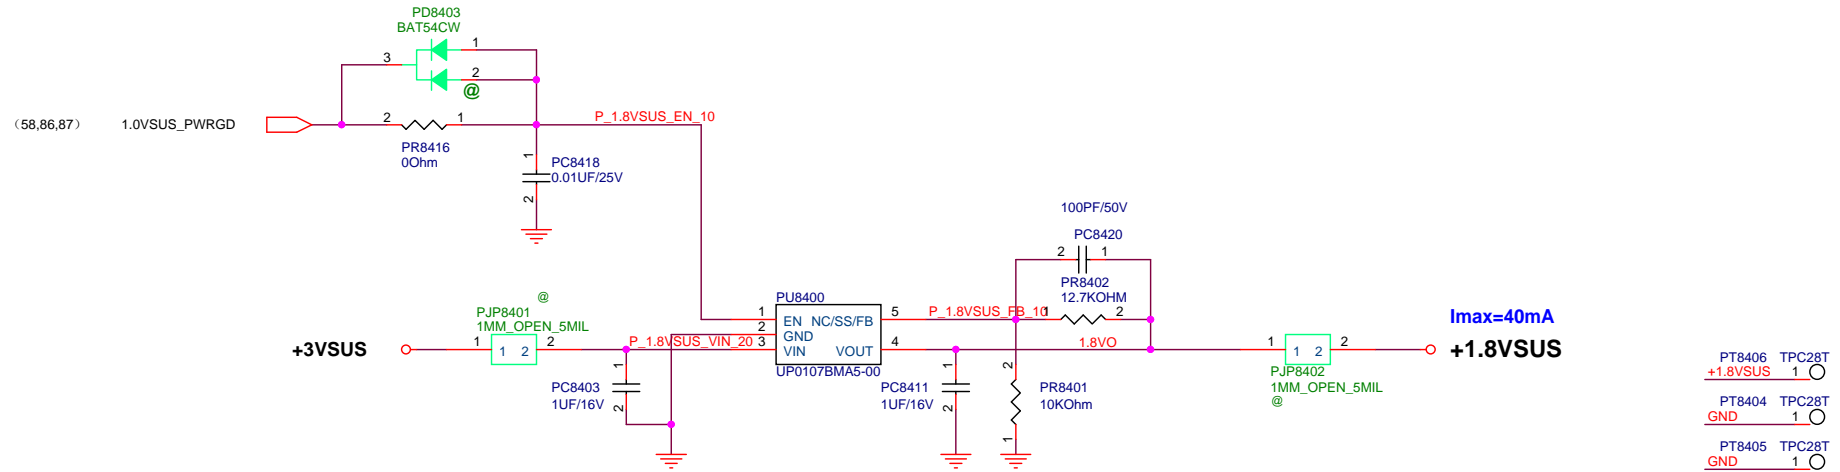 PD8403
BAT54CW
1
3
2
@
(58,86,87)
1.0VSUS_PWRGD
2
1
P_1.8VSUS_EN_10
PR8416
0Ohm
1
PC8418
0.01UF/25V
2
100PF/50V
PC8420
2
1
PR8402
12.7KOHM
@
PJP8401
1MM_OPEN_5MIL
PU8400
1
EN
NC/SS/FB
5
P_1.8VSUS_FB_10
1
2
2
GND
+3VSUS
1
1 2
2
P_1.8VSUS_VIN_20
3
VIN
VOUT
4
1.8VO
UP0107BMA5-00
1
PC8403
1UF/16V
2
1
PC8411
1UF/16V
2
2
PR8401
10KOhm
1
1
1 2
2
PJP8402
1MM_OPEN_5MIL
@
Imax=40mA
+1.8VSUS
PT8406 TPC28T
+1.8VSUS 1
PT8404 TPC28T
GND 1
PT8405 TPC28T
GND 1